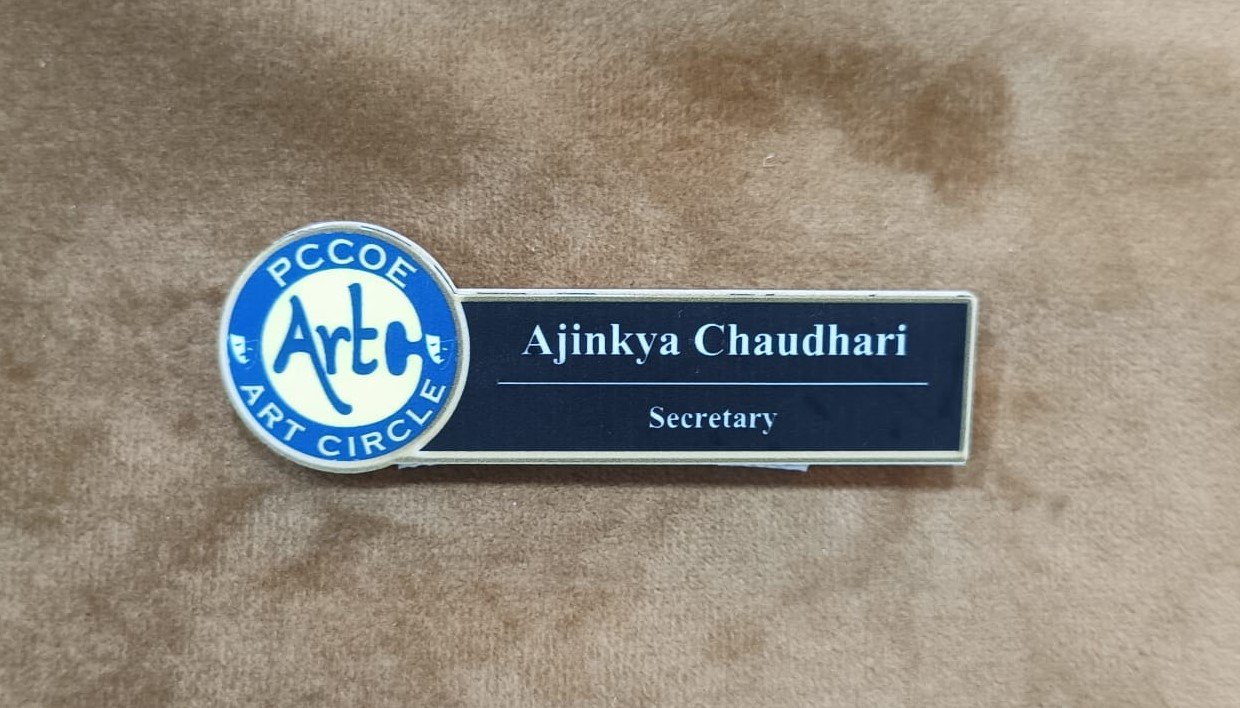 PCCOE
ArtC
ART CIRCLE
Ajinkya Chaudhari
Secretary